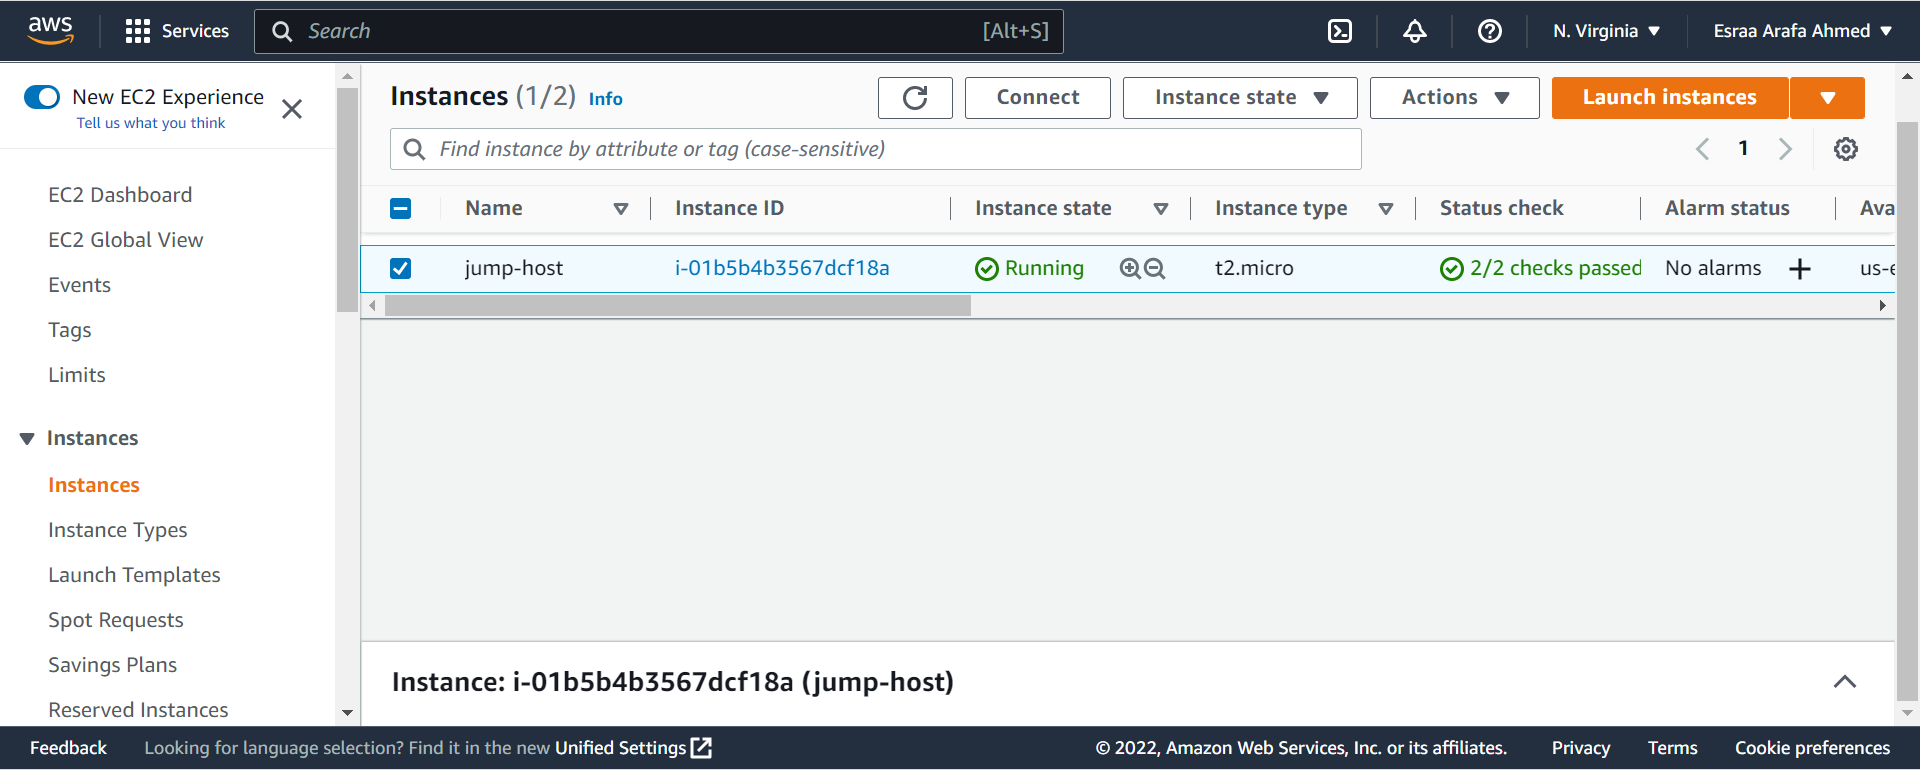 aws
Services
Search [Alt+S]
N. Virginia
Esraa Arafa Ahmed
New EC2 Experience
Tell us what you think
EC2 Dashboard
EC2 Global View
Events
Tags
Limits
Instances
Instances
Instance Types
Launch Templates
Spot Requests
Savings Plans
Reserved Instances
Instances (1/2) Info
Connect
Instance state
Actions
Launch instances
Find instance by attribute or tag (case-sensitive)
1
Name Instance ID Instance state Instance type Status check Alarm status Ava
jump-host i-01b5b4b3567dcf18a Running t2.micro 2/2 checks passed No alarms + us-e
Instance: i-01b5b4b3567dcf18a (jump-host)
Feedback Looking for language selection? Find it in the new Unified Settings © 2022, Amazon Web Services, Inc. or its affiliates. Privacy Terms Cookie preferences